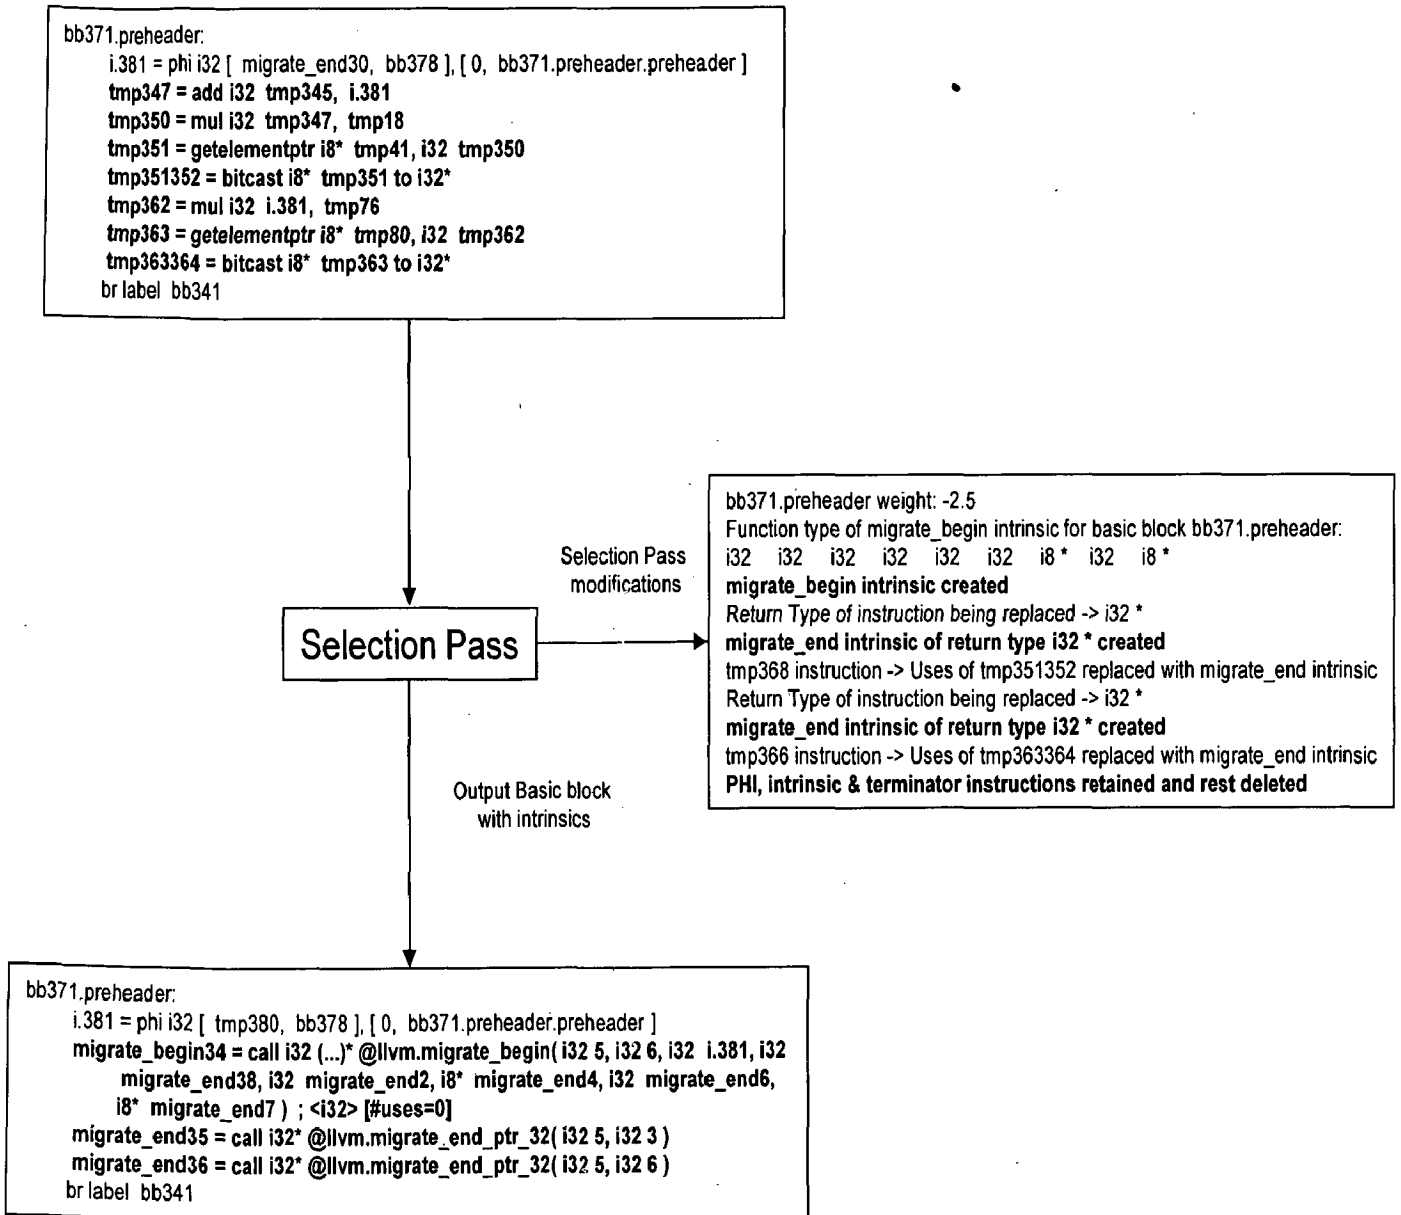 bb371.preheader:
i.381 = phi i32 [ migrate_end30, bb378 ], [ 0, bb371.preheader.preheader ]
tmp347 = add i32 tmp345, i.381
tmp350 = mul i32 tmp347, tmp18
tmp351 = getelementptr i8* tmp41, i32 tmp350
tmp351352 = bitcast i8* tmp351 to i32*
tmp362 = mul i32 i.381, tmp76
tmp363 = getelementptr i8* tmp80, i32 tmp362
tmp363364 = bitcast i8* tmp363 to i32*
br label bb341
bb371.preheader weight: -2.5
Function type of migrate_begin intrinsic for basic block bb371.preheader:
i32 i32 i32 i32 i32 i32 i8 * i32 i8 *
migrate_begin intrinsic created
Return Type of instruction being replaced -> i32 *
migrate_end intrinsic of return type i32 * created
tmp368 instruction -> Uses of tmp351352 replaced with migrate_end intrinsic
Return Type of instruction being replaced -> i32 *
migrate_end intrinsic of return type i32 * created
tmp366 instruction -> Uses of tmp363364 replaced with migrate_end intrinsic
PHI, intrinsic & terminator instructions retained and rest deleted
Selection Pass
modifications
Selection Pass
Output Basic block
with intrinsics
bb371.preheader:
i.381 = phi i32 [ tmp380, bb378 ], [ 0, bb371.preheader.preheader ]
migrate_begin34 = call i32 (...)* @llvm.migrate_begin( i32 5, i32 6, i32 i.381, i32
migrate_end38, i32 migrate_end2, i8* migrate_end4, i32 migrate_end6,
i8* migrate_end7 ) ; <i32> [#uses=0]
migrate_end35 = call i32* @llvm.migrate_end_ptr_32( i32 5, i32 3 )
migrate_end36 = call i32* @llvm.migrate_end_ptr_32( i32 5, i32 6 )
br label bb341